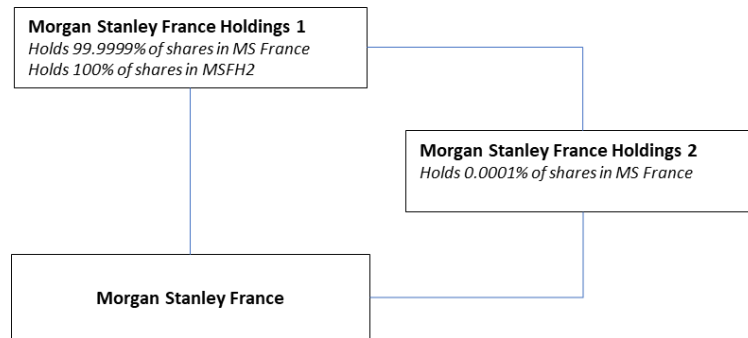 Morgan Stanley France Holdings 1
Holds 99.9999% of shares in MS France
Holds 100% of shares in MSFH2
Morgan Stanley France Holdings 2
Holds 0.0001% of shares in MS France
Morgan Stanley France